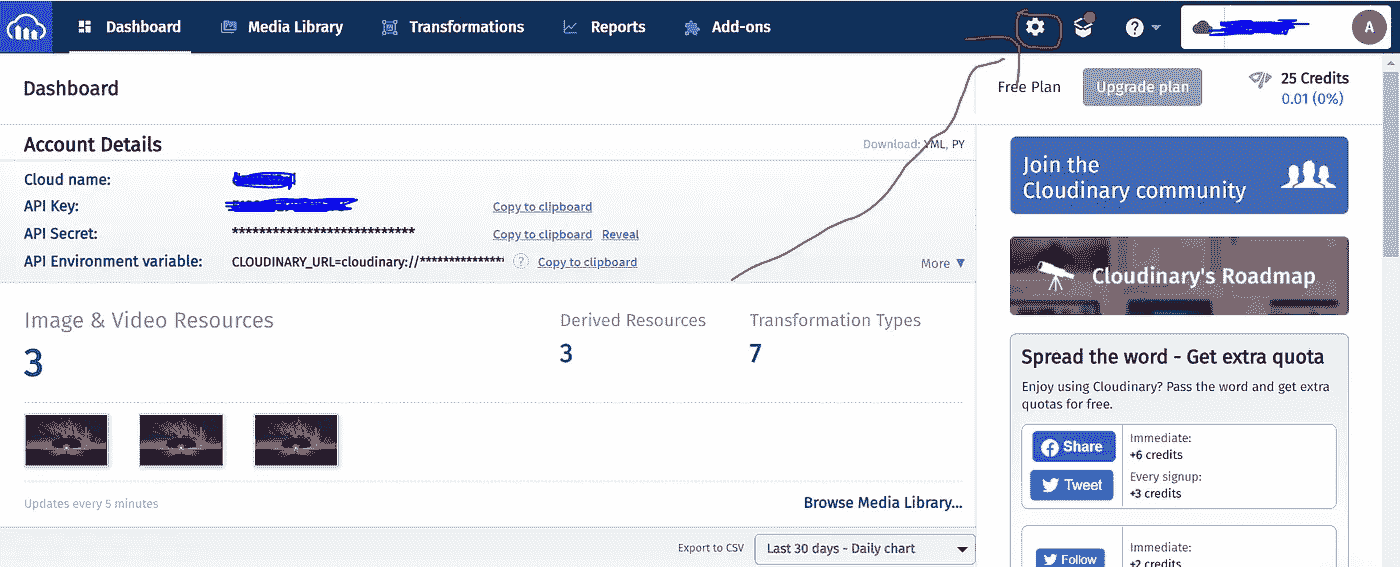 Dashboard Media Library Transformations Reports Add-ons ? A
Dashboard
Free Plan Upgrade plan 25 Credits
0.01 (0%)
Account Details Download: YML, PY
Cloud name:
API Key: Copy to clipboard
API Secret: *************************** Copy to clipboard Reveal
API Environment variable: CLOUDINARY_URL=cloudinary://*************** ? Copy to clipboard More
Image & Video Resources Derived Resources Transformation Types
3 3 7
Updates every 5 minutes Browse Media Library...
Export to CSV Last 30 days - Daily chart
Join the
Cloudinary community
Cloudinary's Roadmap
Spread the word - Get extra quota
Enjoy using Cloudinary? Pass the word and get extra
quotas for free.
Share Immediate:
+6 credits
Tweet Every signup:
+3 credits
Follow Immediate:
+2 credits